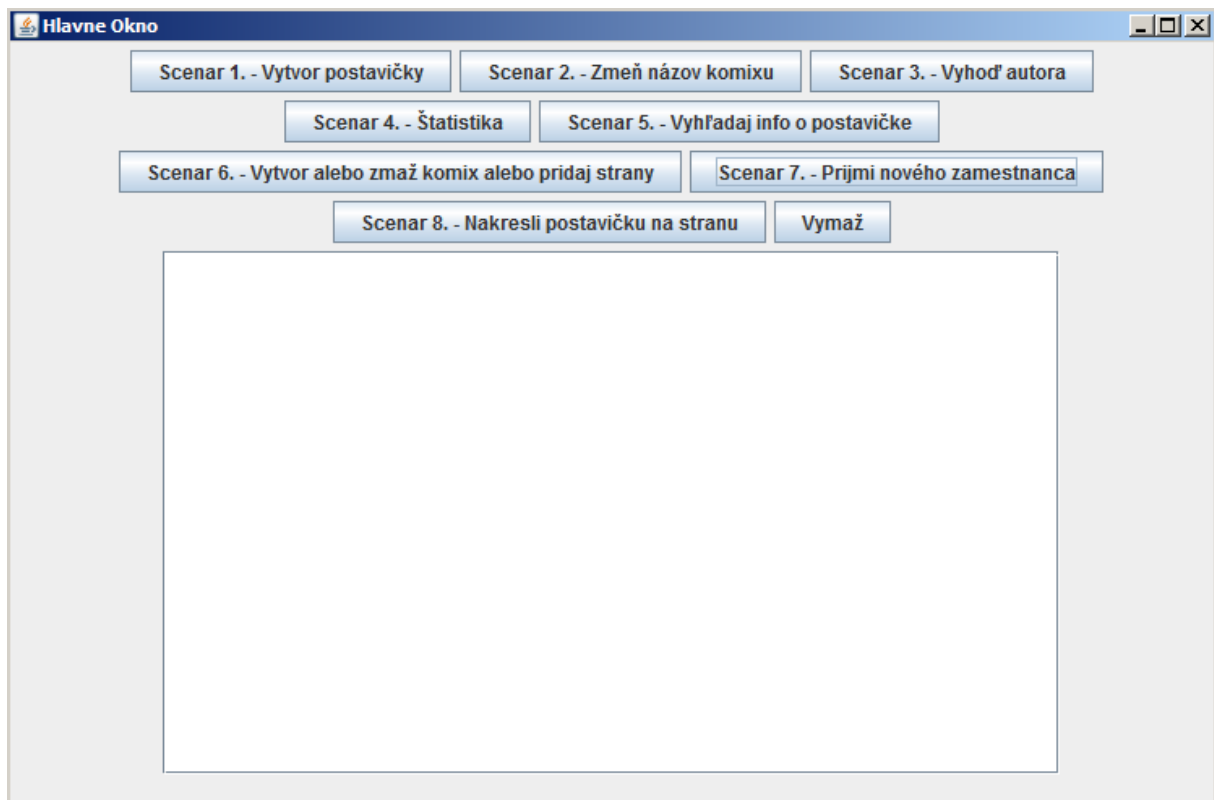 Hlavne Okno
Scenar 1. - Vytvor postavičky Scenar 2. - Zmeň názov komixu Scenar 3. - Vyhoď autora
Scenar 4. - Štatistika Scenar 5. - Vyhľadaj info o postavičke
Scenar 6. - Vytvor alebo zmaž komix alebo pridaj strany Scenar 7. - Prijmi nového zamestnanca
Scenar 8. - Nakresli postavičku na stranu Vymaž